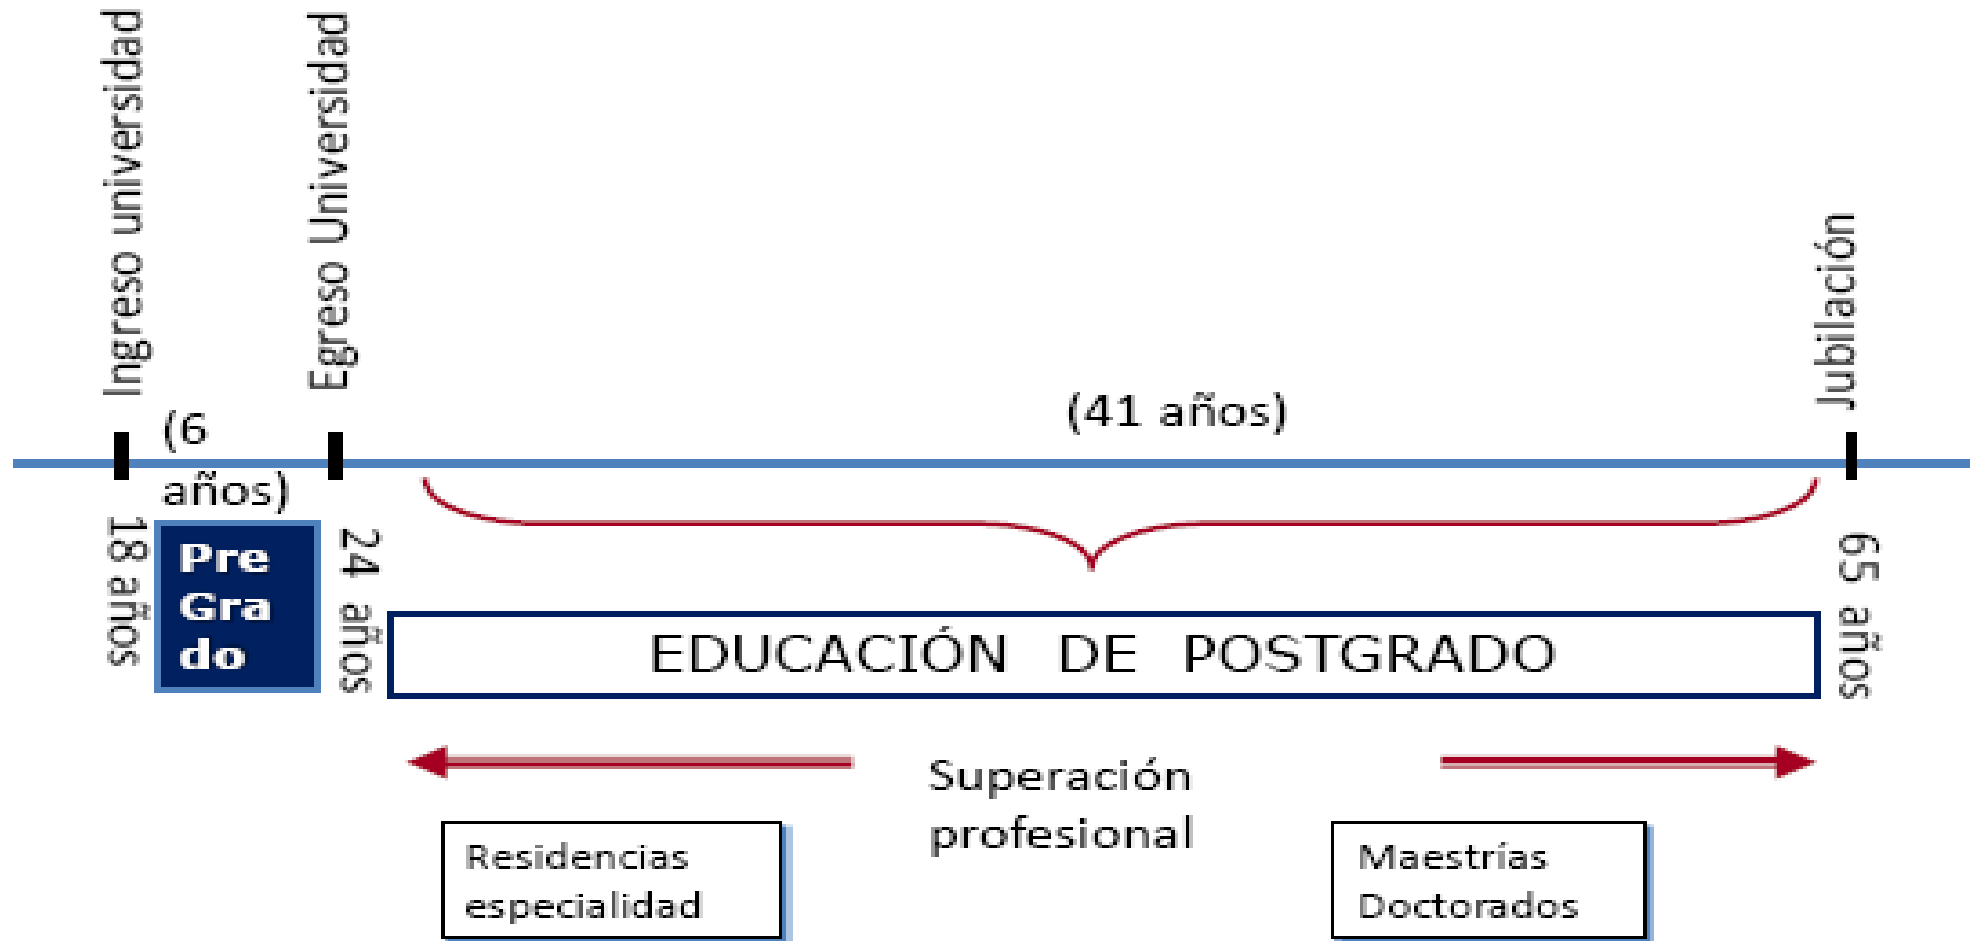 Ingreso universidad
Egreso Universidad
Jubilación
(6
años)
(41 años)
18 años
Pre
Gra
do
24 años
65 años
EDUCACIÓN DE POSTGRADO
Superación
profesional
Residencias
especialidad
Maestrías
Doctorados